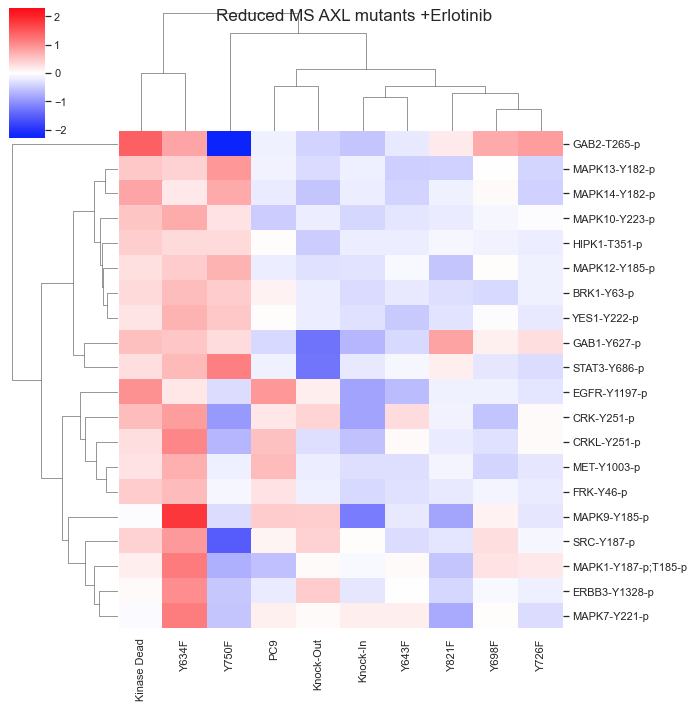 Reduced MS AXL mutants +Erlotinib
2
1
0
−1
−2
GAB2-T265-p
MAPK13-Y182-p
MAPK14-Y182-p
MAPK10-Y223-p
HIPK1-T351-p
MAPK12-Y185-p
BRK1-Y63-p
YES1-Y222-p
GAB1-Y627-p
STAT3-Y686-p
EGFR-Y1197-p
CRK-Y251-p
CRKL-Y251-p
MET-Y1003-p
FRK-Y46-p
MAPK9-Y185-p
SRC-Y187-p
MAPK1-Y187-p;T185-p
ERBB3-Y1328-p
MAPK7-Y221-p
Kinase Dead
Y634F
Y750F
PC9
Knock-Out
Knock-In
Y643F
Y821F
Y698F
Y726F